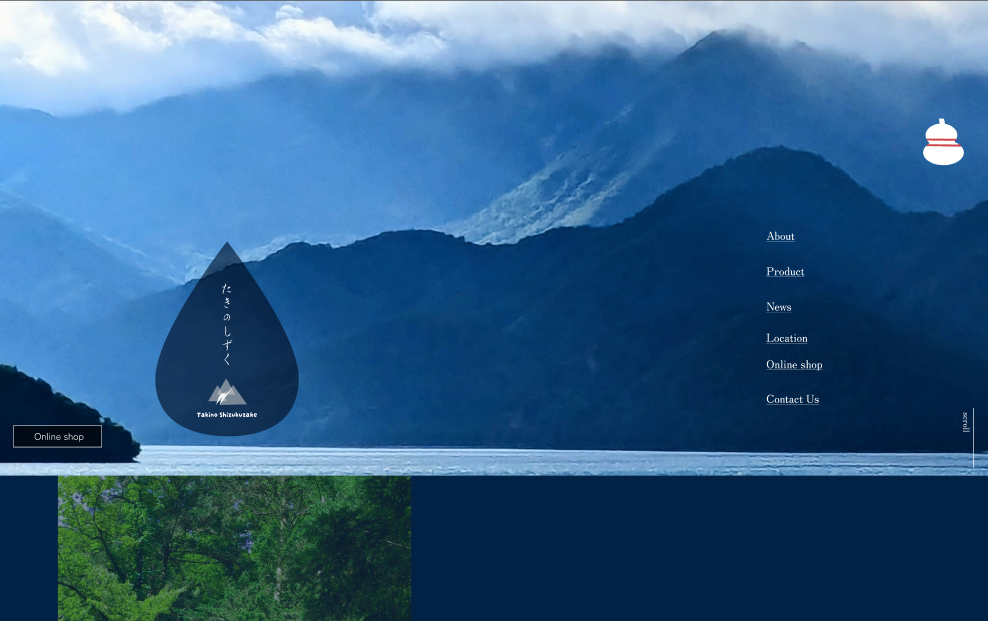 たきのしずく
Takino Shizukuzake
About
Product
News
Location
Online shop
Contact Us
Online shop
scroll